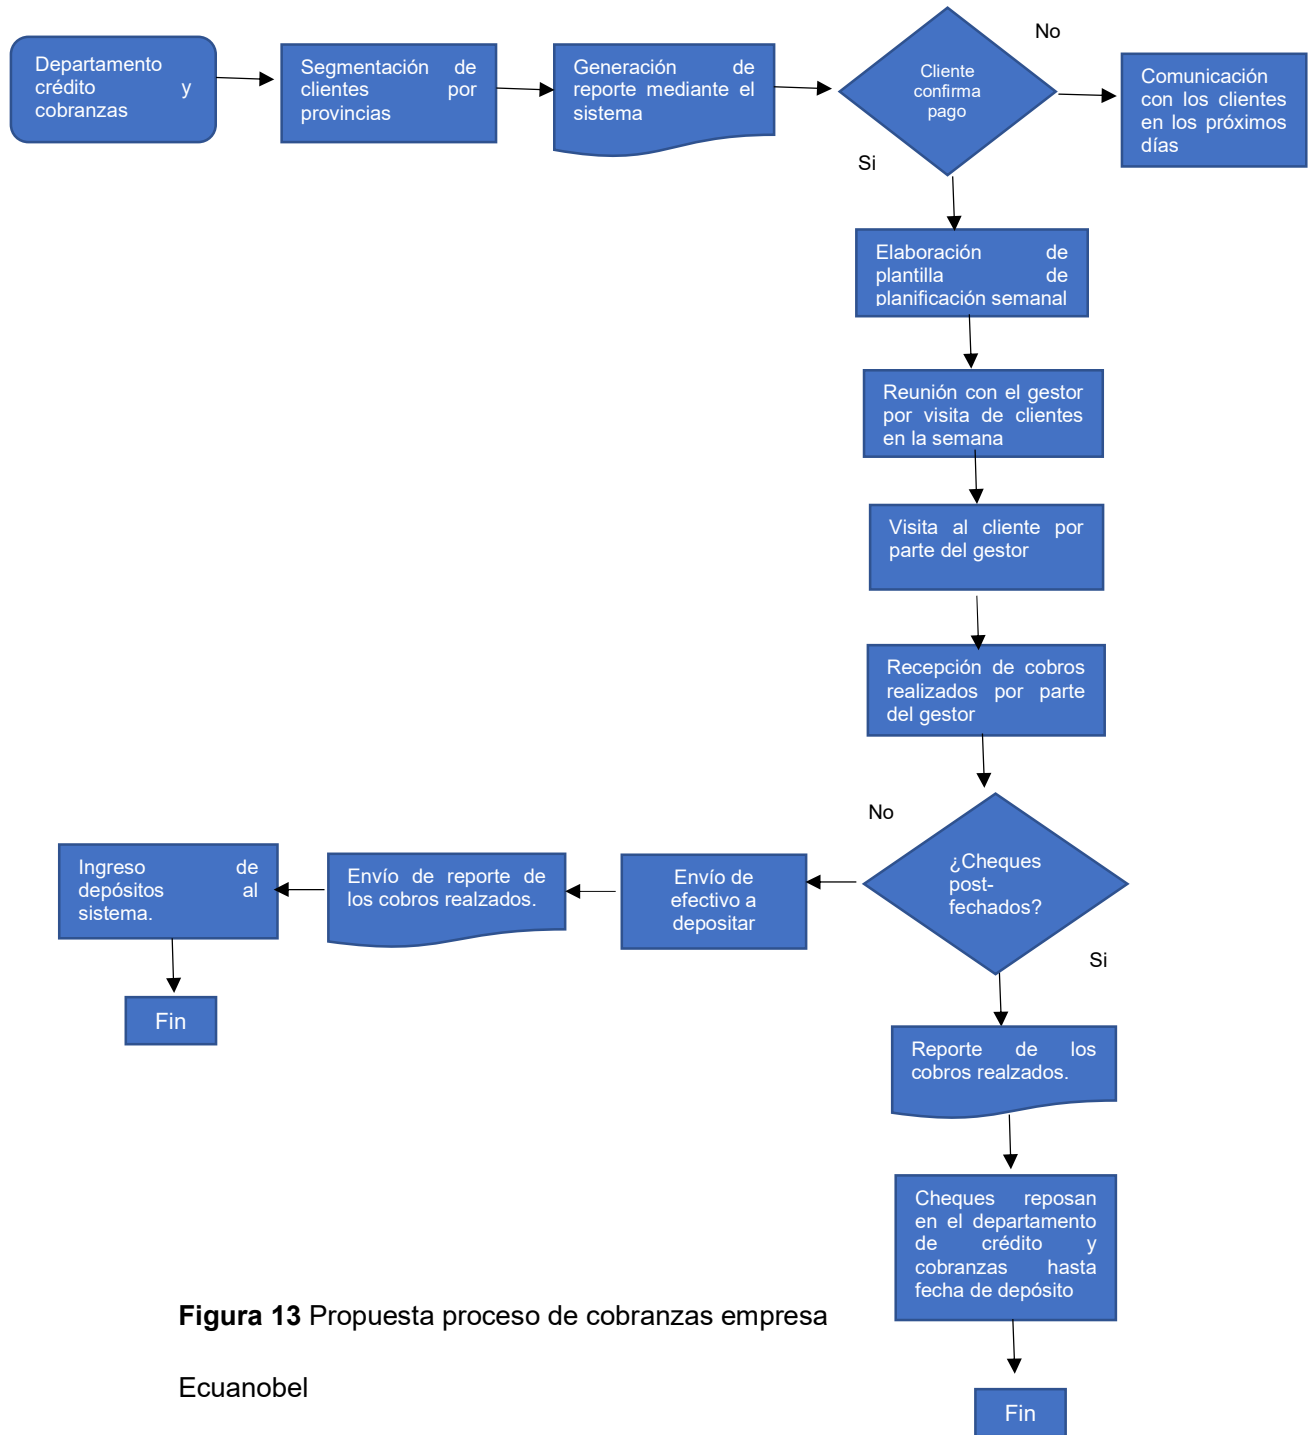 Departamento
crédito y
cobranzas
Segmentación de
clientes por
provincias
Generación de
reporte mediante el
sistema
Cliente
confirma
pago
No
Comunicación
con los clientes
en los próximos
días
Si
Elaboración de
plantilla de
planificación semanal
Reunión con el gestor
por visita de clientes
en la semana
Visita al cliente por
parte del gestor
Recepción de cobros
realizados por parte
del gestor
¿Cheques
post-
fechados?
No
Envío de
efectivo a
depositar
Envío de reporte de
los cobros realzados.
Ingreso de
depósitos al
sistema.
Fin
Si
Reporte de los
cobros realzados.
Cheques reposan
en el departamento
de crédito y
cobranzas hasta
fecha de depósito
Fin
Figura 13 Propuesta proceso de cobranzas empresa
Ecuanobel